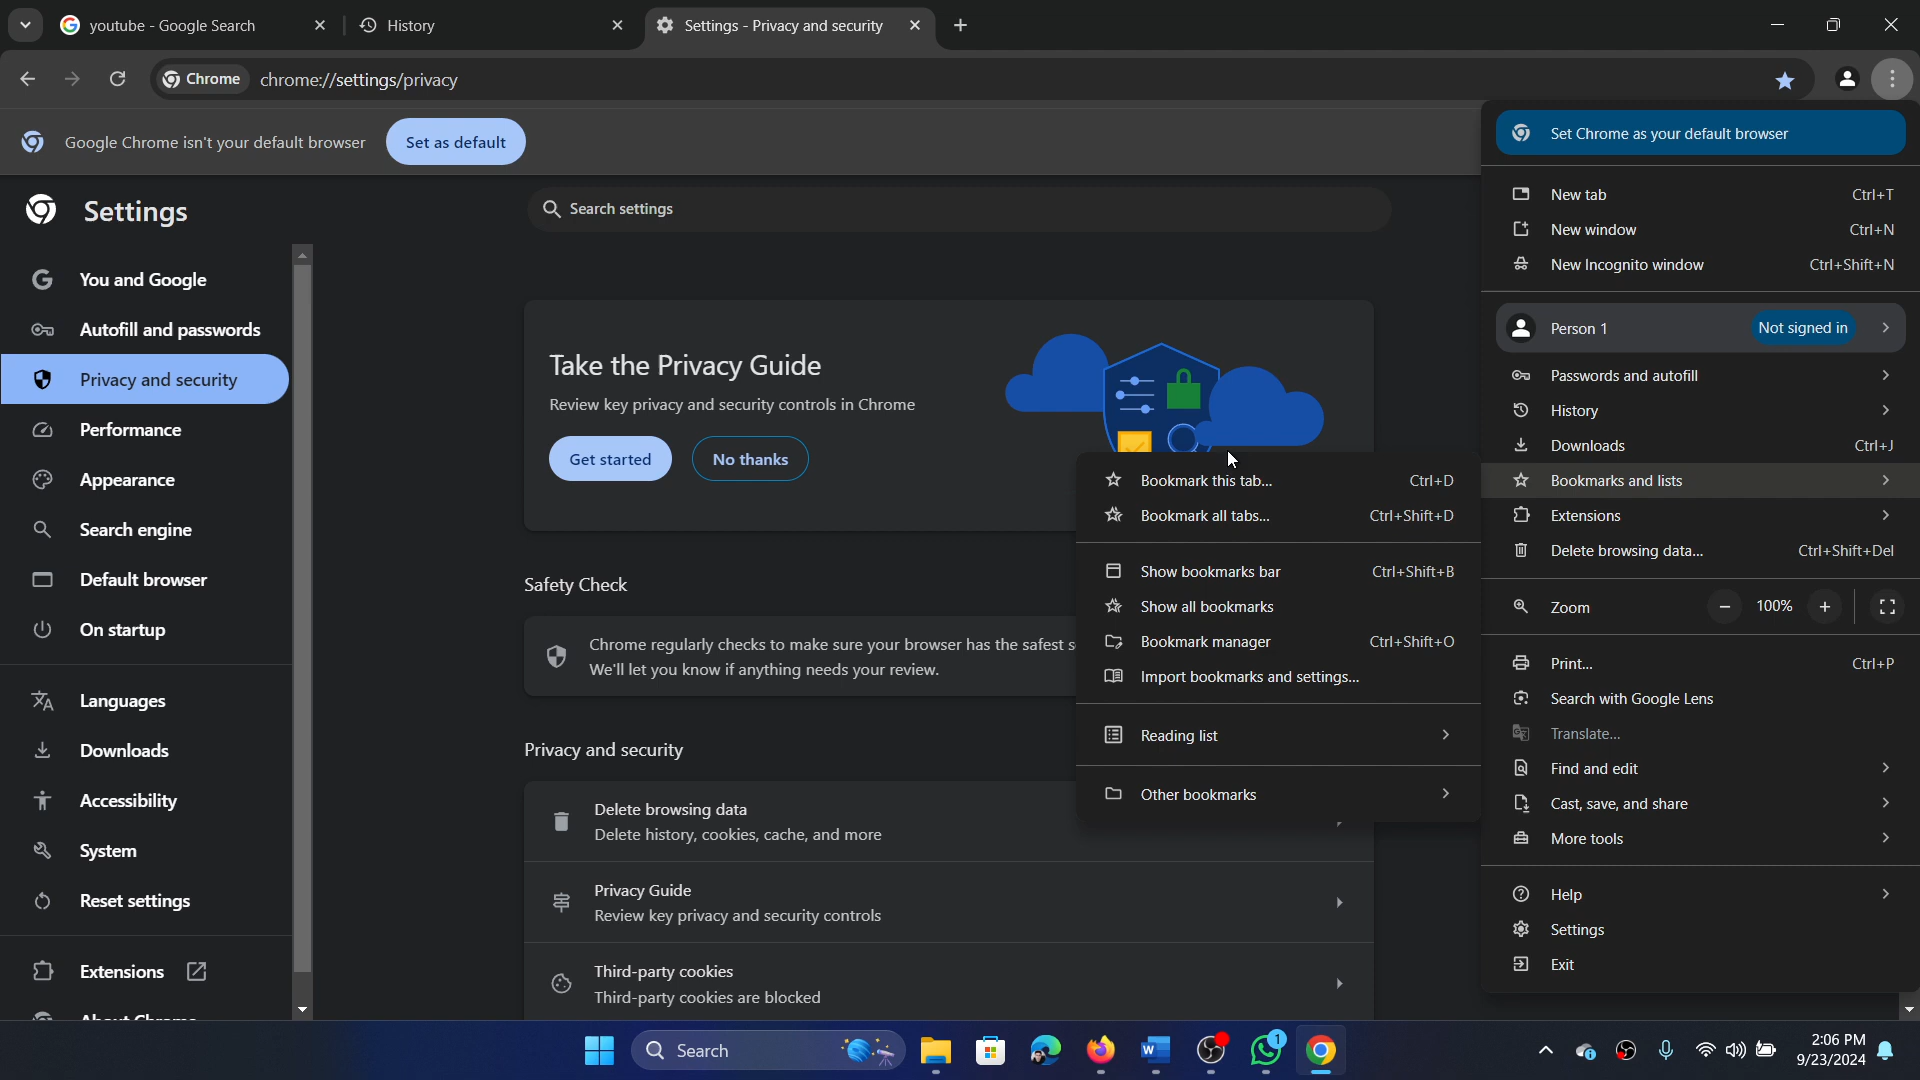 youtube - Google Search
History
Settings - Privacy and security
Chrome
chrome://settings/privacy
Google Chrome isn't your default browser
Set as default
Settings
Search settings
You and Google
Autofill and passwords
Privacy and security
Performance
Appearance
Search engine
Default browser
On startup
Languages
Downloads
Accessibility
System
Reset settings
Extensions
About Chrome
Take the Privacy Guide
Review key privacy and security controls in Chrome
Get started
No thanks
Safety Check
Chrome regularly checks to make sure your browser has the safest s
We'll let you know if anything needs your review.
Privacy and security
Delete browsing data
Delete history, cookies, cache, and more
Privacy Guide
Review key privacy and security controls
Third-party cookies
Third-party cookies are blocked
Bookmark this tab... Ctrl+D
Bookmark all tabs... Ctrl+Shift+D
Show bookmarks bar Ctrl+Shift+B
Show all bookmarks
Bookmark manager Ctrl+Shift+O
Import bookmarks and settings...
Reading list
Other bookmarks
Set Chrome as your default browser
New tab Ctrl+T
New window Ctrl+N
New Incognito window Ctrl+Shift+N
Person 1 Not signed in
Passwords and autofill
History
Downloads Ctrl+J
Bookmarks and lists
Extensions
Delete browsing data... Ctrl+Shift+Del
Zoom - 100% +
Print... Ctrl+P
Search with Google Lens
Translate...
Find and edit
Cast, save, and share
More tools
Help
Settings
Exit
Search
1
2:06 PM
9/23/2024